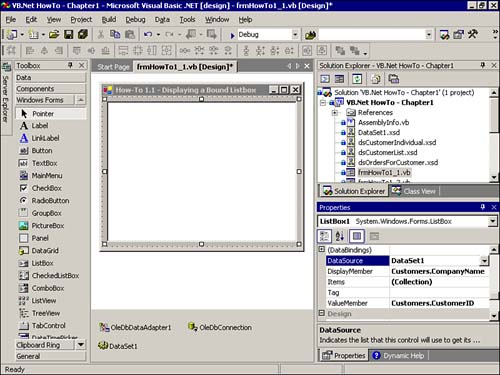 VB.Net HowTo - Chapter1 - Microsoft Visual Basic .NET [design] - frmHowTo1_1.vb [Design]*
File Edit View Project Build Debug Data Tools Window Help
Debug
Server Explorer
Toolbox
Data
Components
Windows Forms
Pointer
Label
LinkLabel
Button
TextBox
MainMenu
CheckBox
RadioButton
GroupBox
PictureBox
Panel
DataGrid
ListBox
CheckedListBox
ComboBox
ListView
TreeView
TabControl
DateTimePicker
Clipboard Ring
General
Start Page frmHowTo1_1.vb [Design]*
How-To 1.1 - Displaying a Bound Listbox
OleDbDataAdapter1 OleDbConnection
DataSet1
Solution Explorer - VB.Net HowTo - Chapter1
Solution 'VB.Net HowTo - Chapter1' (1 project)
VB.Net HowTo - Chapter1
References
AssemblyInfo.vb
DataSet1.xsd
dsCustomerIndividual.xsd
dsCustomerList.xsd
dsOrdersForCustomer.xsd
frmHowTo1_1.vb
Solution Explorer Class View
Properties
ListBox1 System.Windows.Forms.ListBox
(DataBindings)
DataSource DataSet1
DisplayMember Customers.CompanyName
Items (Collection)
Tag
ValueMember Customers.CustomerID
Design
DataSource
Indicates the list that this control will use to get its ...
Properties Dynamic Help
Ready